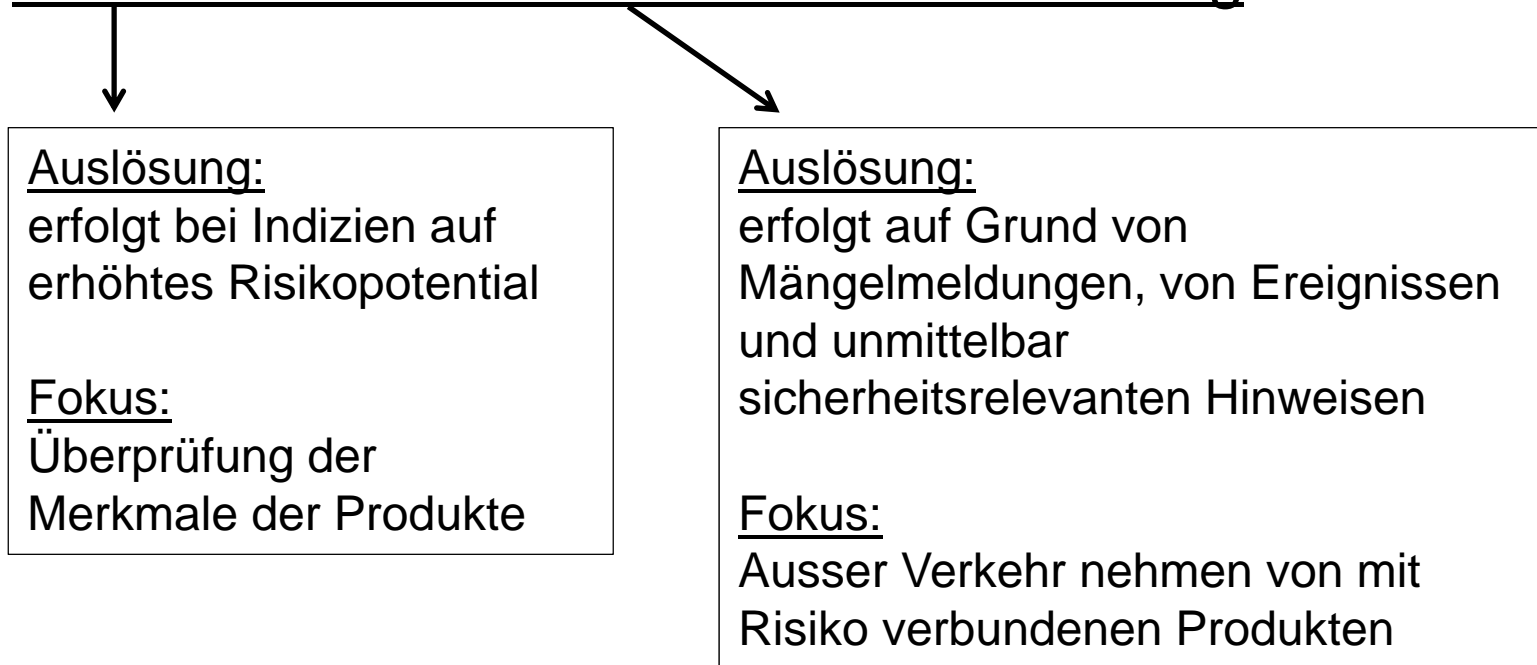 Auslösung:
erfolgt bei Indizien auf
erhöhtes Risikopotential
Fokus:
Überprüfung der
Merkmale der Produkte
Auslösung:
erfolgt auf Grund von
Mängelmeldungen, von Ereignissen
und unmittelbar
sicherheitsrelevanten Hinweisen
Fokus:
Ausser Verkehr nehmen von mit
Risiko verbundenen Produkten